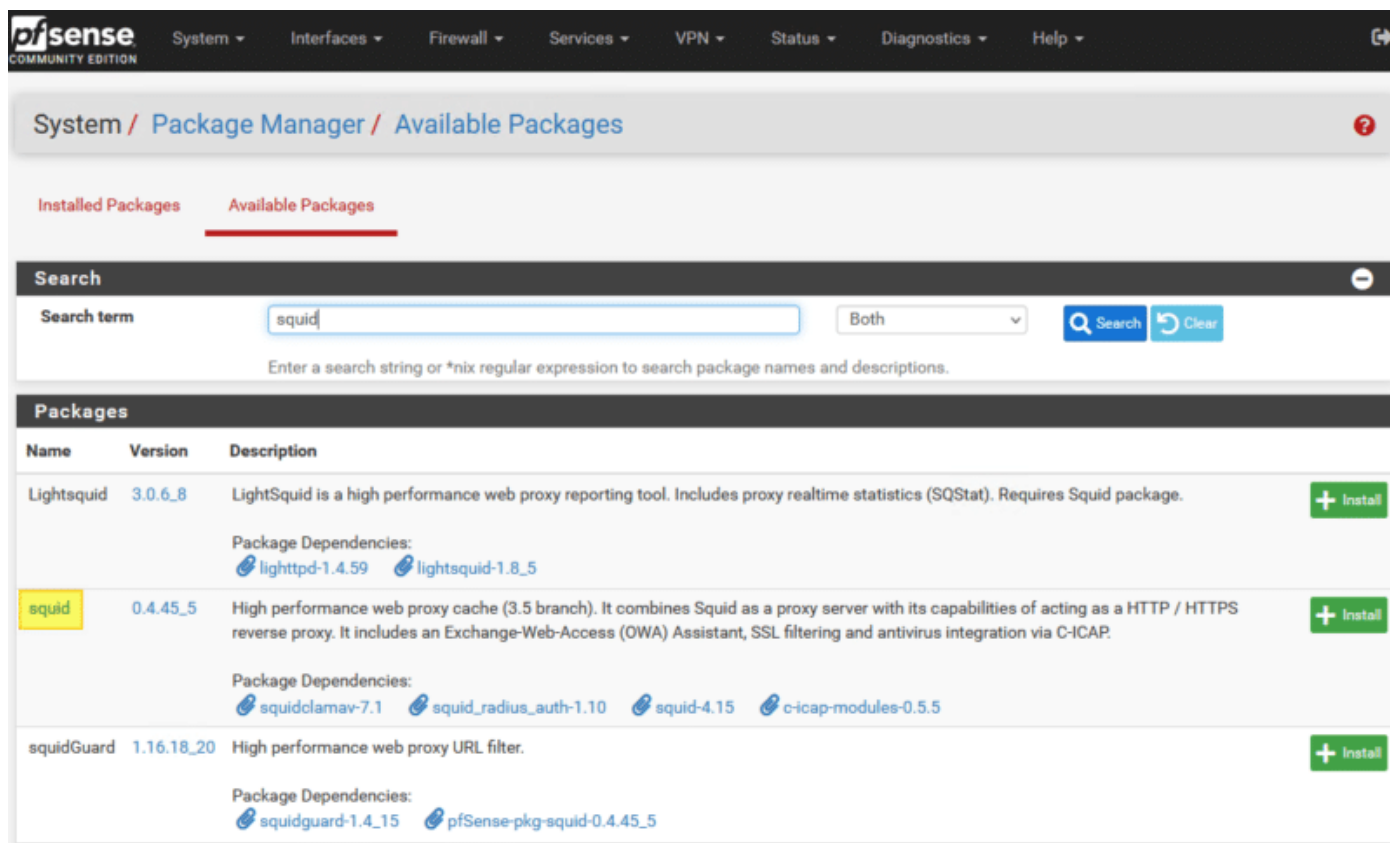 pfsense
COMMUNITY EDITION
System Interfaces Firewall Services VPN Status Diagnostics Help
System / Package Manager / Available Packages
?
Installed Packages Available Packages
Search
Search term squid Both Search Clear
Enter a search string or *nix regular expression to search package names and descriptions.
Packages
Name Version Description
Lightsquid 3.0.6_8 LightSquid is a high performance web proxy reporting tool. Includes proxy realtime statistics (SQStat). Requires Squid package. Install
Package Dependencies:
lighttpd-1.4.59 lightsquid-1.8_5
squid 0.4.45_5 High performance web proxy cache (3.5 branch). It combines Squid as a proxy server with its capabilities of acting as a HTTP / HTTPS Install
reverse proxy. It includes an Exchange-Web-Access (OWA) Assistant, SSL filtering and antivirus integration via C-ICAP.
Package Dependencies:
squidclamav-7.1 squid_radius_auth-1.10 squid-4.15 c-icap-modules-0.5.5
squidGuard 1.16.18_20 High performance web proxy URL filter. Install
Package Dependencies:
squidguard-1.4_15 pfSense-pkg-squid-0.4.45_5